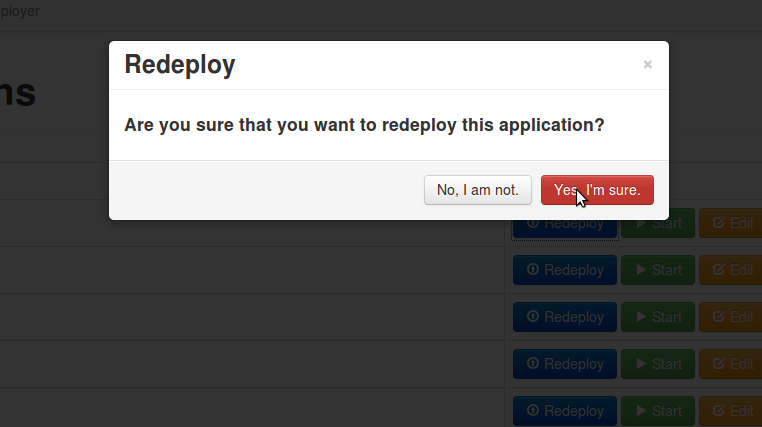 ployer
ns
Redeploy
×
Are you sure that you want to redeploy this application?
No, I am not.
Yes, I'm sure.
Redeploy Start Edit
Redeploy Start Edit
Redeploy Start Edit
Redeploy Start Edit
Redeploy Start Edit